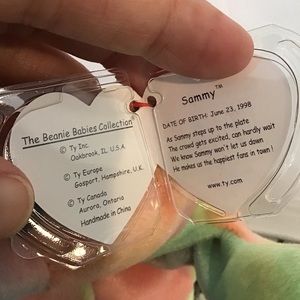 The Beanie Babies Collection®
© Ty Inc.
Oakbrook, IL, U.S.A.
© Ty Europe
Gosport, Hampshire, U.K.
© Ty Canada
Aurora, Ontario
Handmade in China
Sammy™
DATE OF BIRTH: June 23, 1998
As Sammy steps up to the plate
The crowd gets excited, can hardly wait
We know Sammy won't let us down
He makes us the happiest fans in town !
www.ty.com